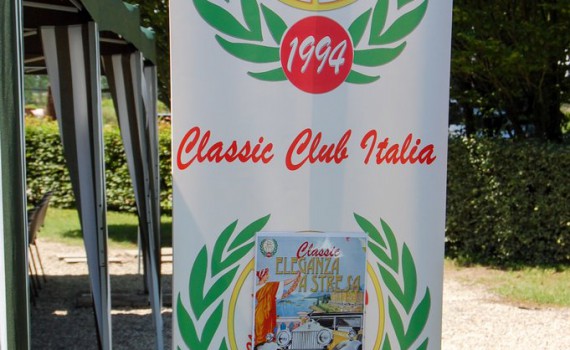 1994
Classic Club Italia
Classic
ELEGANZA
A STRESA